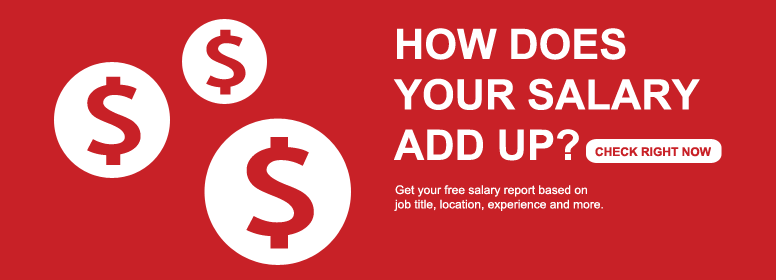 $
$
$
HOW DOES
YOUR SALARY
ADD UP? CHECK RIGHT NOW
Get your free salary report based on
job title, location, experience and more.